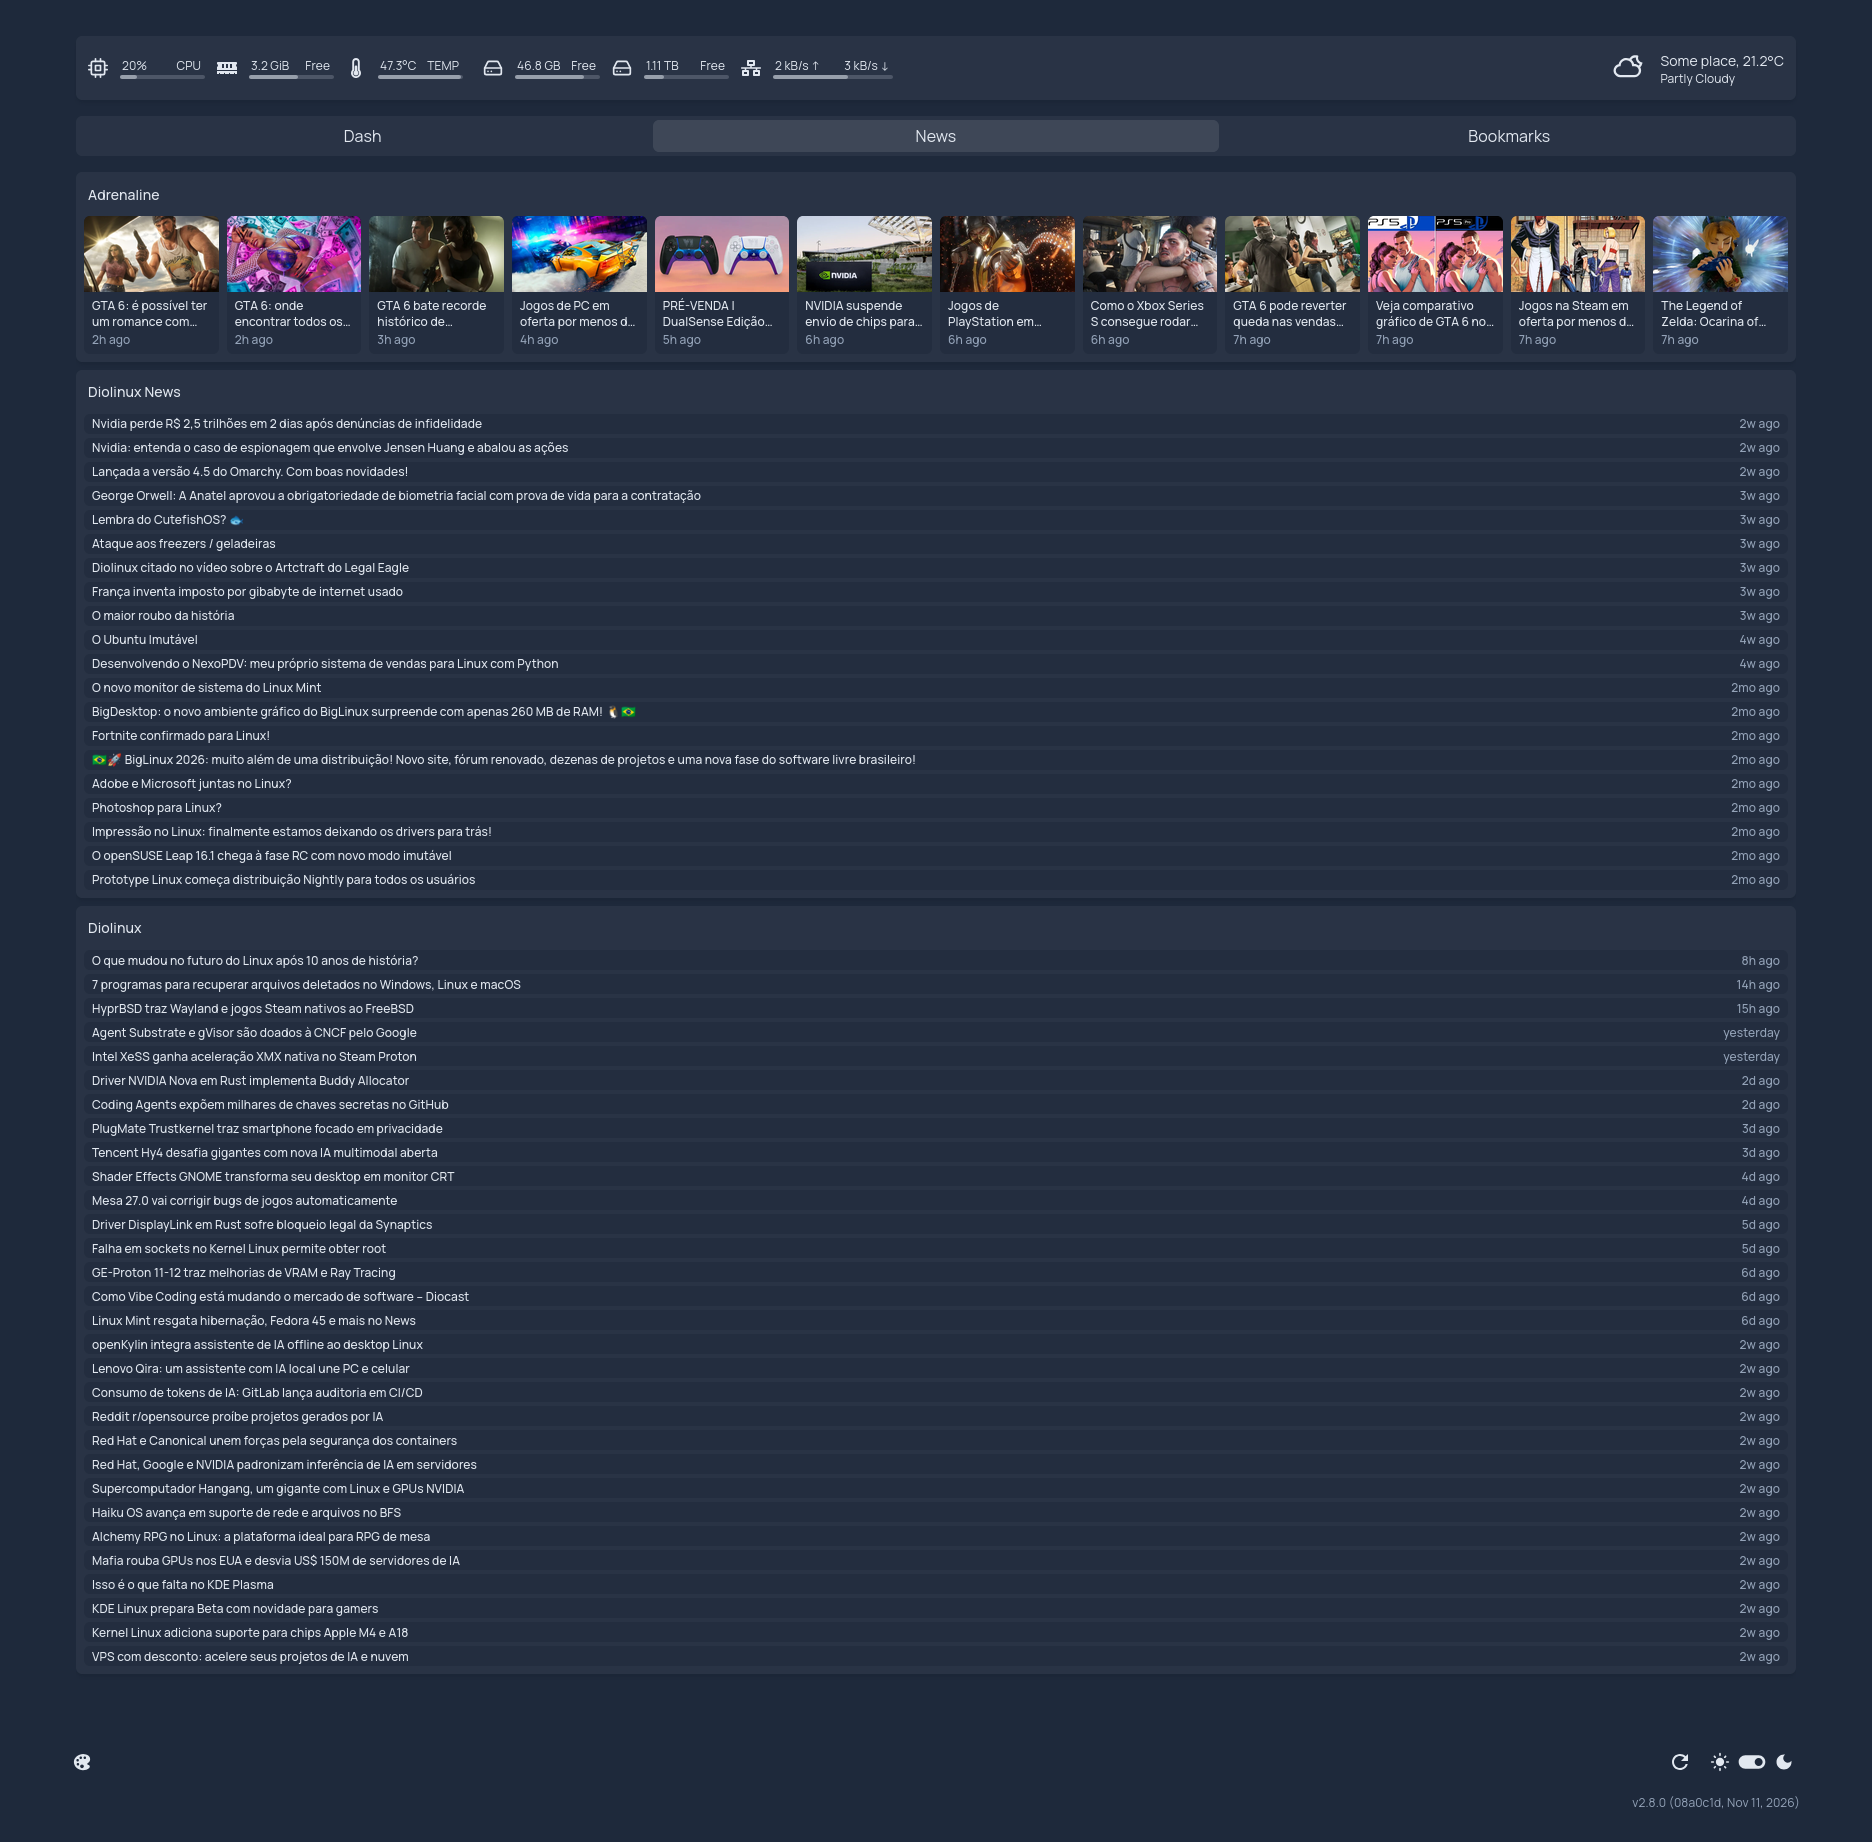 20% CPU
3.2 GiB Free
47.3°C TEMP
46.8 GB Free
1.11 TB Free
2 kB/s ↑ 3 kB/s ↓
Some place, 21.2°C
Partly Cloudy
Dash
News
Bookmarks
Adrenaline
NVIDIA
PS5
PS5 Pro
GTA 6: é possível ter
um romance com...
2h ago
GTA 6: onde
encontrar todos os...
2h ago
GTA 6 bate recorde
histórico de...
3h ago
Jogos de PC em
oferta por menos d...
4h ago
PRÉ-VENDA |
DualSense Edição...
5h ago
NVIDIA suspende
envio de chips para...
6h ago
Jogos de
PlayStation em...
6h ago
Como o Xbox Series
S consegue rodar...
6h ago
GTA 6 pode reverter
queda nas vendas...
7h ago
Veja comparativo
gráfico de GTA 6 no...
7h ago
Jogos na Steam em
oferta por menos d...
7h ago
The Legend of
Zelda: Ocarina of...
7h ago
Diolinux News
Nvidia perde R$ 2,5 trilhões em 2 dias após denúncias de infidelidade 2w ago
Nvidia: entenda o caso de espionagem que envolve Jensen Huang e abalou as ações 2w ago
Lançada a versão 4.5 do Omarchy. Com boas novidades! 2w ago
George Orwell: A Anatel aprovou a obrigatoriedade de biometria facial com prova de vida para a contratação 3w ago
Lembra do CutefishOS? 🐟 3w ago
Ataque aos freezers / geladeiras 3w ago
Diolinux citado no vídeo sobre o Artctraft do Legal Eagle 3w ago
França inventa imposto por gibabyte de internet usado 3w ago
O maior roubo da história 3w ago
O Ubuntu Imutável 4w ago
Desenvolvendo o NexoPDV: meu próprio sistema de vendas para Linux com Python 4w ago
O novo monitor de sistema do Linux Mint 2mo ago
BigDesktop: o novo ambiente gráfico do BigLinux surpreende com apenas 260 MB de RAM! 🐧🇧🇷 2mo ago
Fortnite confirmado para Linux! 2mo ago
🇧🇷🚀 BigLinux 2026: muito além de uma distribuição! Novo site, fórum renovado, dezenas de projetos e uma nova fase do software livre brasileiro! 2mo ago
Adobe e Microsoft juntas no Linux? 2mo ago
Photoshop para Linux? 2mo ago
Impressão no Linux: finalmente estamos deixando os drivers para trás! 2mo ago
O openSUSE Leap 16.1 chega à fase RC com novo modo imutável 2mo ago
Prototype Linux começa distribuição Nightly para todos os usuários 2mo ago
Diolinux
O que mudou no futuro do Linux após 10 anos de história? 8h ago
7 programas para recuperar arquivos deletados no Windows, Linux e macOS 14h ago
HyprBSD traz Wayland e jogos Steam nativos ao FreeBSD 15h ago
Agent Substrate e gVisor são doados à CNCF pelo Google yesterday
Intel XeSS ganha aceleração XMX nativa no Steam Proton yesterday
Driver NVIDIA Nova em Rust implementa Buddy Allocator 2d ago
Coding Agents expõem milhares de chaves secretas no GitHub 2d ago
PlugMate Trustkernel traz smartphone focado em privacidade 3d ago
Tencent Hy4 desafia gigantes com nova IA multimodal aberta 3d ago
Shader Effects GNOME transforma seu desktop em monitor CRT 4d ago
Mesa 27.0 vai corrigir bugs de jogos automaticamente 4d ago
Driver DisplayLink em Rust sofre bloqueio legal da Synaptics 5d ago
Falha em sockets no Kernel Linux permite obter root 5d ago
GE-Proton 11-12 traz melhorias de VRAM e Ray Tracing 6d ago
Como Vibe Coding está mudando o mercado de software – Diocast 6d ago
Linux Mint resgata hibernação, Fedora 45 e mais no News 6d ago
openKylin integra assistente de IA offline ao desktop Linux 2w ago
Lenovo Qira: um assistente com IA local une PC e celular 2w ago
Consumo de tokens de IA: GitLab lança auditoria em CI/CD 2w ago
Reddit r/opensource proíbe projetos gerados por IA 2w ago
Red Hat e Canonical unem forças pela segurança dos containers 2w ago
Red Hat, Google e NVIDIA padronizam inferência de IA em servidores 2w ago
Supercomputador Hangang, um gigante com Linux e GPUs NVIDIA 2w ago
Haiku OS avança em suporte de rede e arquivos no BFS 2w ago
Alchemy RPG no Linux: a plataforma ideal para RPG de mesa 2w ago
Mafia rouba GPUs nos EUA e desvia US$ 150M de servidores de IA 2w ago
Isso é o que falta no KDE Plasma 2w ago
KDE Linux prepara Beta com novidade para gamers 2w ago
Kernel Linux adiciona suporte para chips Apple M4 e A18 2w ago
VPS com desconto: acelere seus projetos de IA e nuvem 2w ago
v2.8.0 (08a0c1d, Nov 11, 2026)